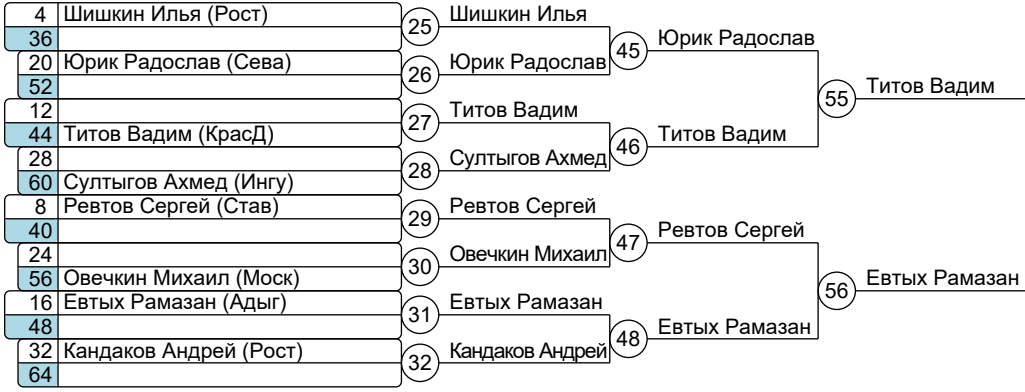 4 Шишкин Илья (Рост)
36
20 Юрик Радослав (Сева)
52
12
44 Титов Вадим (КрасД)
28
60 Султыгов Ахмед (Ингу)
8 Ревтов Сергей (Став)
40
24
56 Овечкин Михаил (Моск)
16 Евтых Рамазан (Адыг)
48
32 Кандаков Андрей (Рост)
64
25 Шишкин Илья
26 Юрик Радослав
27 Титов Вадим
28 Султыгов Ахмед
29 Ревтов Сергей
30 Овечкин Михаил
31 Евтых Рамазан
32 Кандаков Андрей
45 Юрик Радослав
46 Титов Вадим
47 Ревтов Сергей
48 Евтых Рамазан
55 Титов Вадим
56 Евтых Рамазан